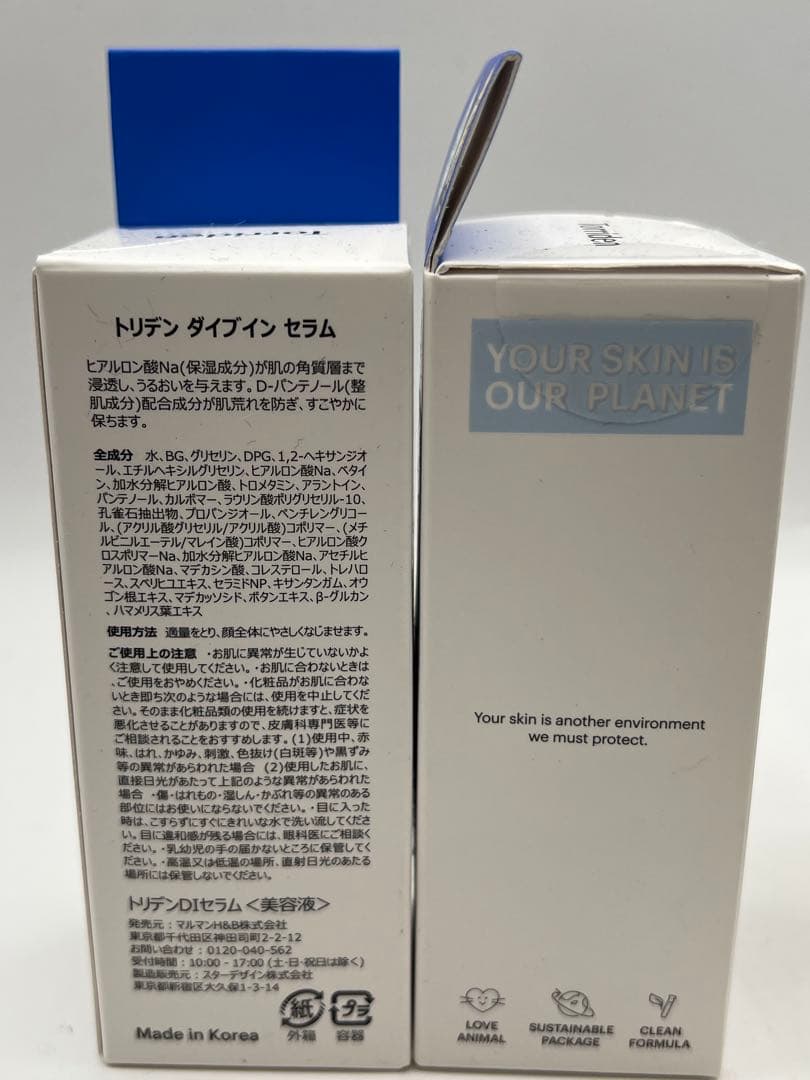 Torriden
トリデン ダイブイン セラム
ヒアルロン酸Na(保湿成分)が肌の角質層まで
浸透し、うるおいを与えます。D-パンテノール(整
肌成分)配合成分が肌荒れを防ぎ、すこやかに
保ちます。
全成分 水、BG、グリセリン、DPG、1,2-ヘキサンジオ
ール、エチルヘキシルグリセリン、ヒアルロン酸Na、ベタイ
ン、加水分解ヒアルロン酸、トロメタミン、アラントイン、
パンテノール、カルボマー、ラウリン酸ポリグリセリル-10、
孔雀石抽出物、プロパンジオール、ペンチレングリコー
ル、(アクリル酸グリセリル/アクリル酸)コポリマー、(メチ
ルビニルエーテル/マレイン酸)コポリマー、ヒアルロン酸ク
ロスポリマーNa、加水分解ヒアルロン酸Na、アセチルヒ
アルロン酸Na、マデカシン酸、コレステロール、トレハロ
ース、スベリヒユエキス、セラミドNP、キサンタンガム、オウ
ゴン根エキス、マデカッソシド、ボタンエキス、β-グルカン
、ハマメリス葉エキス
使用方法 適量をとり、顔全体にやさしくなじませます。
ご使用上の注意 ・お肌に異常が生じていないかよ
く注意して使用してください。・お肌に合わないときは
、ご使用をおやめください。・化粧品がお肌に合わな
いとき即ち次のような場合には、使用を中止してくだ
さい。そのまま化粧品類の使用を続けますと、症状を
悪化させることがありますので、皮膚科専門医等に
ご相談されることをおすすめします。(1)使用中、赤
味、はれ、かゆみ、刺激、色抜け(白斑等)や黒ずみ
等の異常があらわれた場合 (2)使用したお肌に、
直接日光があたって上記のような異常があらわれた
場合 ・傷・はれもの・湿しん・かぶれ等の異常のある
部位にはお使いにならないでください。・目に入った
時は、こすらずにすぐにきれいな水で洗い流してくださ
い。目に違和感が残る場合には、眼科医にご相談く
ださい。・乳幼児の手の届かないところに保管してく
ださい。・高温又は低温の場所、直射日光のあたる
場所には保管しないでください。
トリデンDIセラム<美容液>
発売元：マルマンH&B株式会社
東京都千代田区神田司町2-2-12
お問い合わせ：0120-040-562
受付時間：10:00 - 17:00 (土・日・祝日は除く)
製造販売元：スターデザイン株式会社
東京都新宿区大久保1-3-14
Made in Korea
紙
外箱
プラ
容器
Torriden
YOUR SKIN IS
OUR PLANET
Your skin is another environment
we must protect.
LOVE
ANIMAL
SUSTAINABLE
PACKAGE
CLEAN
FORMULA